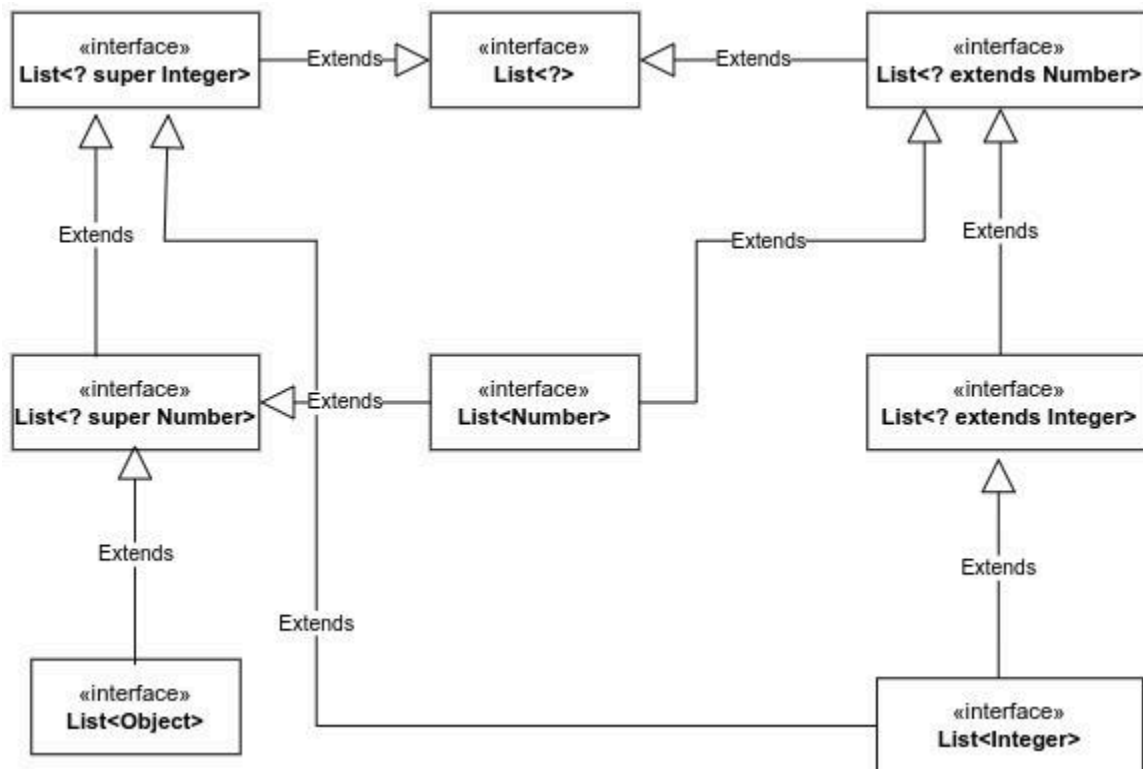 «interface»
List<? super Integer>
Extends
«interface»
List<?>
Extends
«interface»
List<? extends Number>
Extends
Extends
Extends
«interface»
List<? super Number>
Extends
«interface»
List<Number>
«interface»
List<? extends Integer>
Extends
Extends
Extends
«interface»
List<Object>
«interface»
List<Integer>